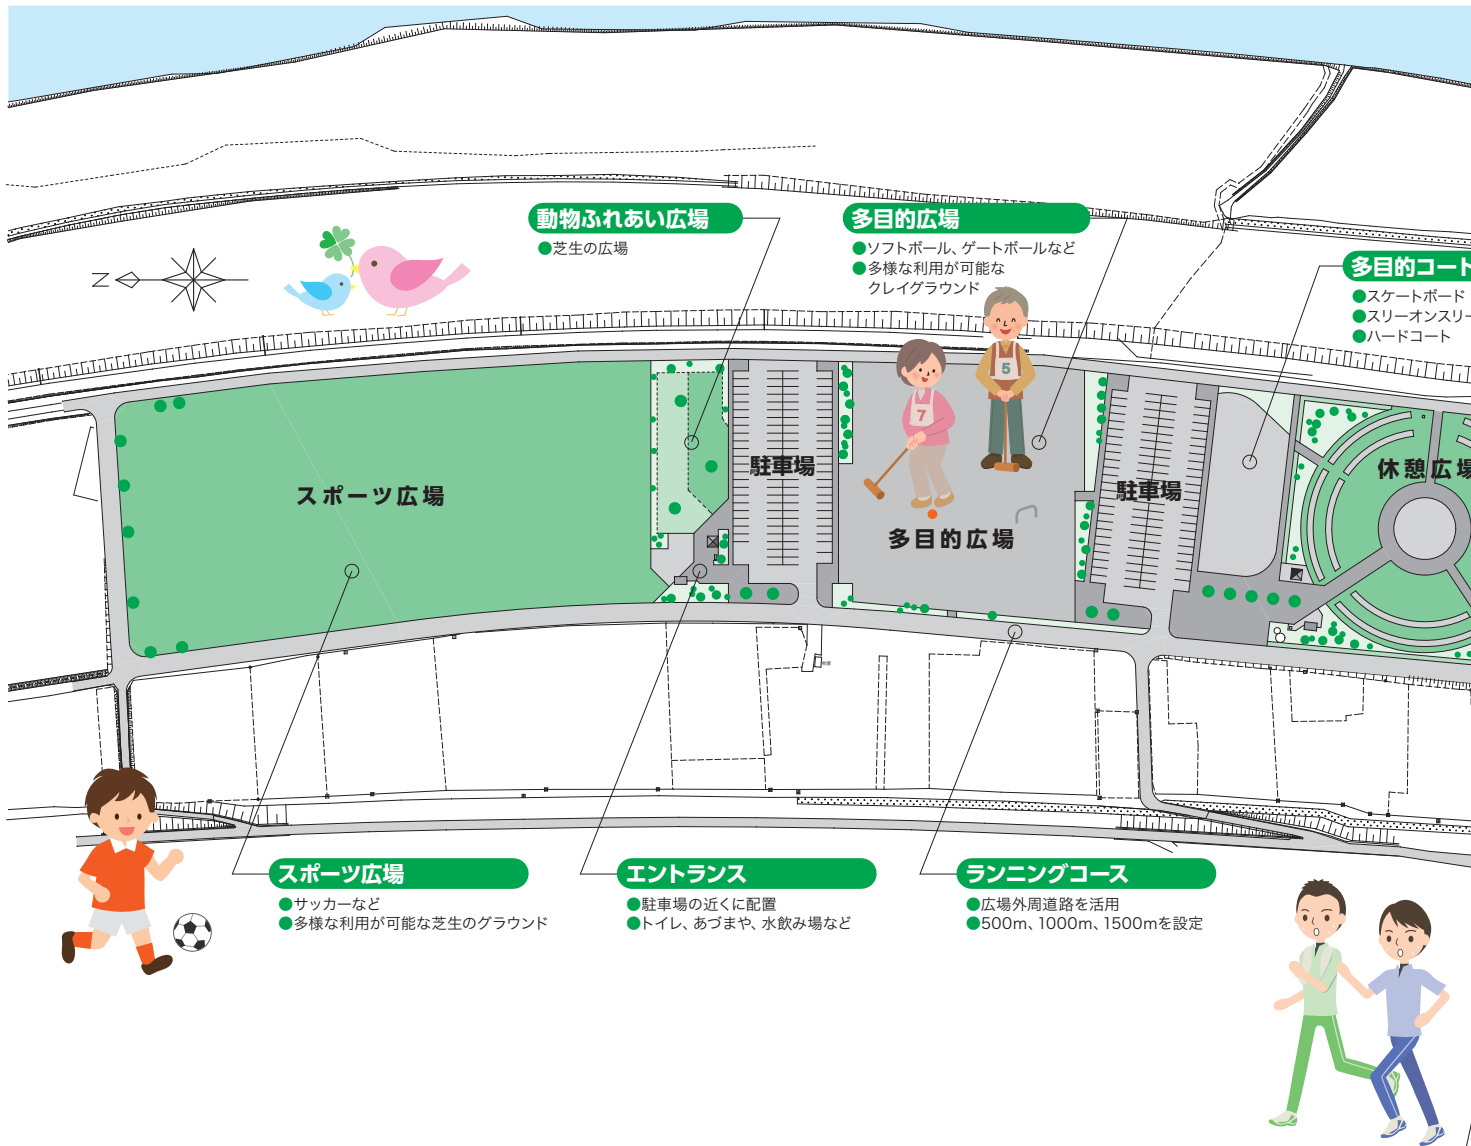 動物ふれあい広場
●芝生の広場
多目的広場
●ソフトボール、ゲートボールなど
●多様な利用が可能な
クレイグラウンド
多目的コート
●スケートボード
●スリーオンスリー
●ハードコート
N
5
7
スポーツ広場
駐車場
多目的広場
駐車場
休憩広場
スポーツ広場
●サッカーなど
●多様な利用が可能な芝生のグラウンド
エントランス
●駐車場の近くに配置
●トイレ、あづまや、水飲み場など
ランニングコース
●広場外周道路を活用
●500m、1000m、1500mを設定